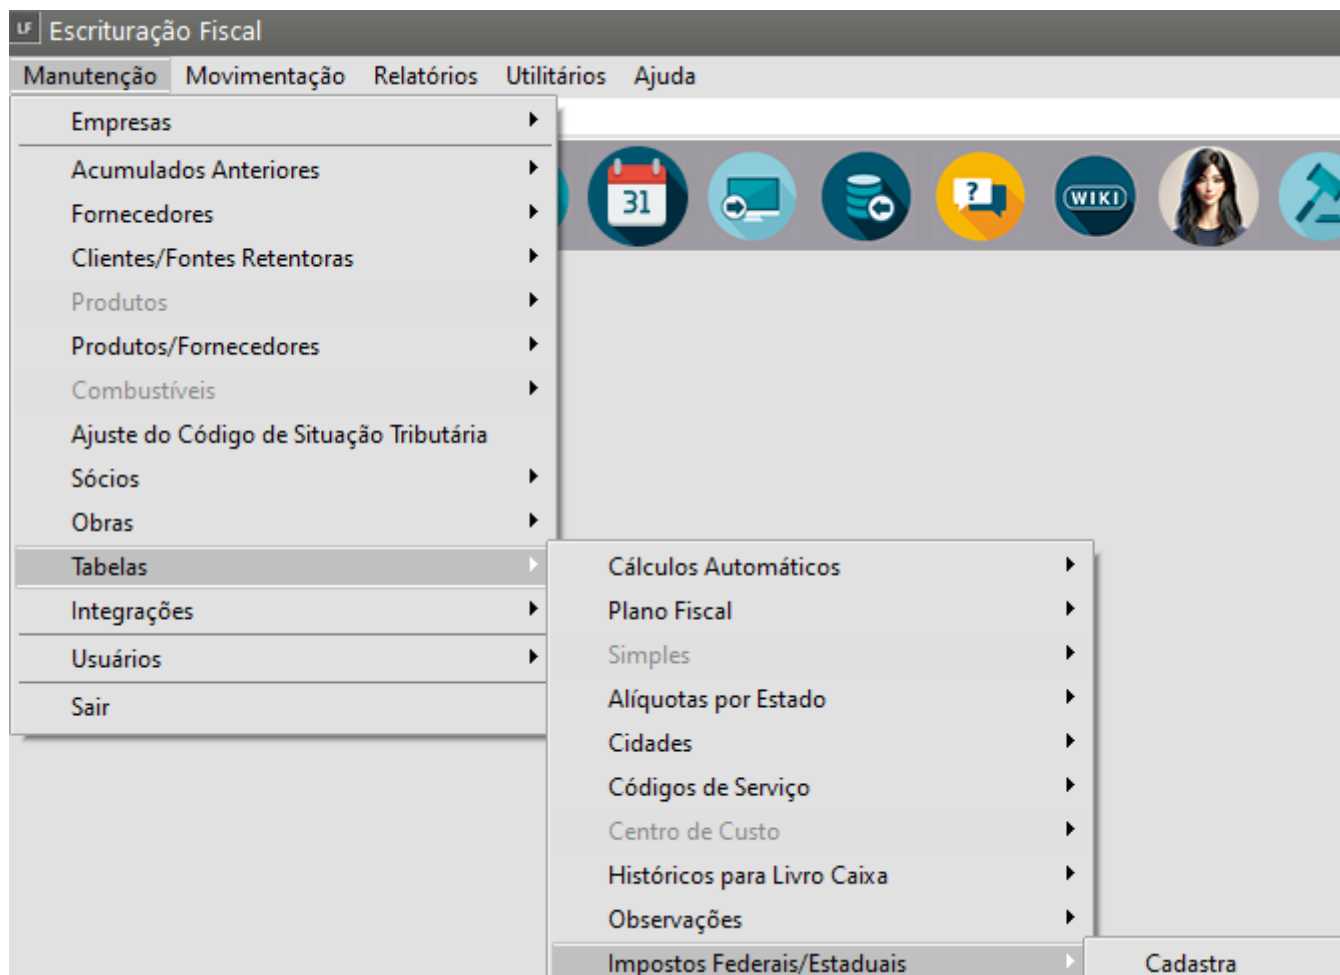 LF Escrituração Fiscal
Manutenção Movimentação Relatórios Utilitários Ajuda
Empresas
Acumulados Anteriores
Fornecedores
Clientes/Fontes Retentoras
Produtos
Produtos/Fornecedores
Combustíveis
Ajuste do Código de Situação Tributária
Sócios
Obras
Tabelas
Integrações
Usuários
Sair
31
?
WIKI
Cálculos Automáticos
Plano Fiscal
Simples
Alíquotas por Estado
Cidades
Códigos de Serviço
Centro de Custo
Históricos para Livro Caixa
Observações
Impostos Federais/Estaduais
Cadastra